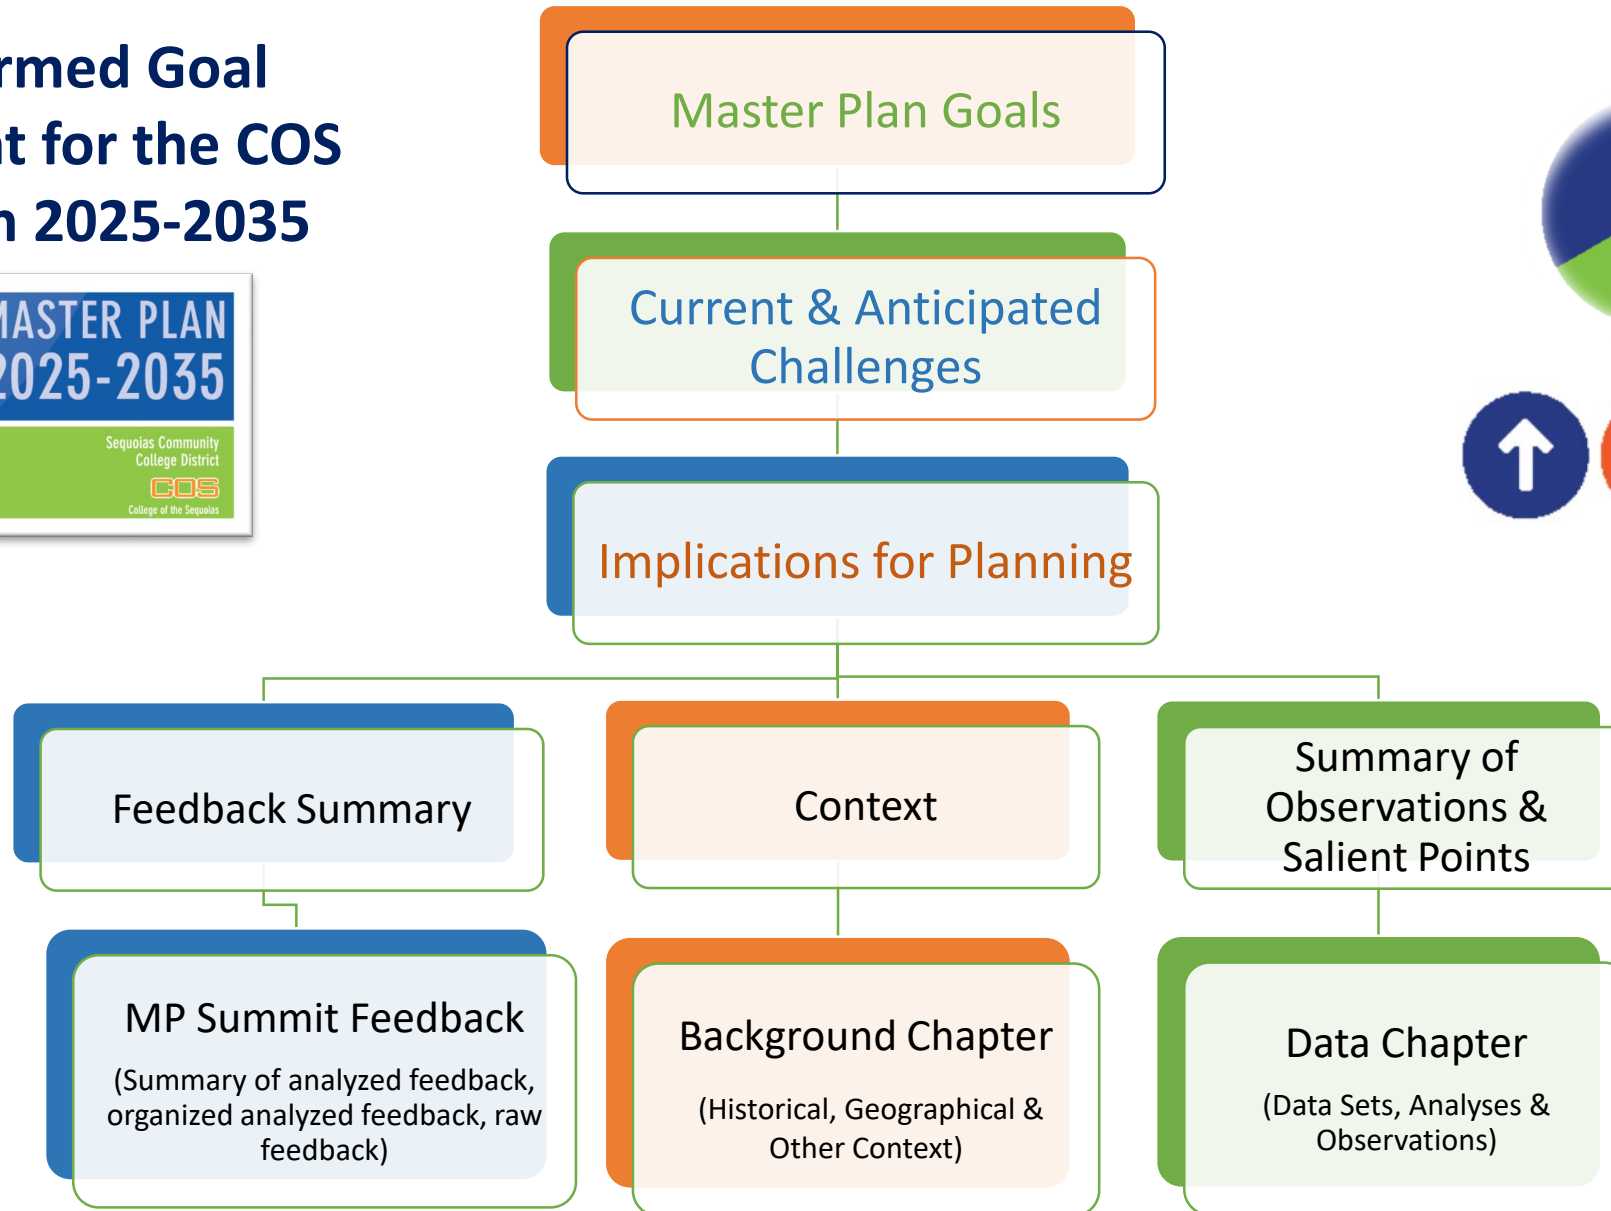 rmed Goal
t for the COS
n 2025-2035
MASTER PLAN
2025-2035
Sequoias Community
College District
COS
College of the Sequoias
Master Plan Goals
Current & Anticipated
Challenges
Implications for Planning
Feedback Summary
Context
Summary of
Observations &
Salient Points
MP Summit Feedback
(Summary of analyzed feedback,
organized analyzed feedback, raw
feedback)
Background Chapter
(Historical, Geographical &
Other Context)
Data Chapter
(Data Sets, Analyses &
Observations)